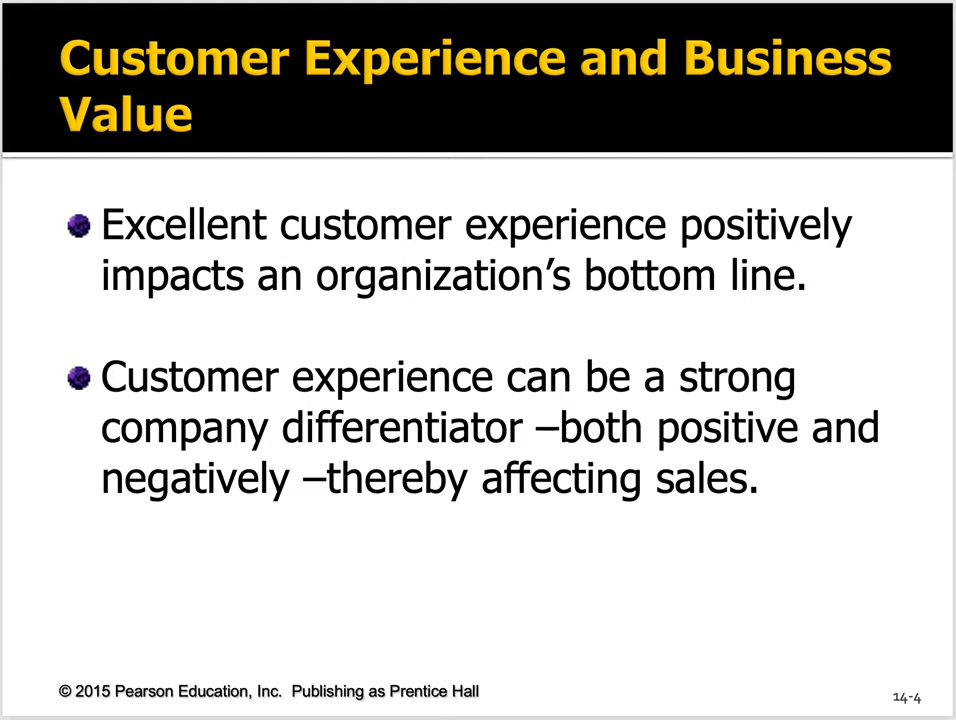 Customer Experience and Business
Value
Excellent customer experience positively
impacts an organization’s bottom line.
Customer experience can be a strong
company differentiator –both positive and
negatively –thereby affecting sales.
© 2015 Pearson Education, Inc.  Publishing as Prentice Hall
14-4